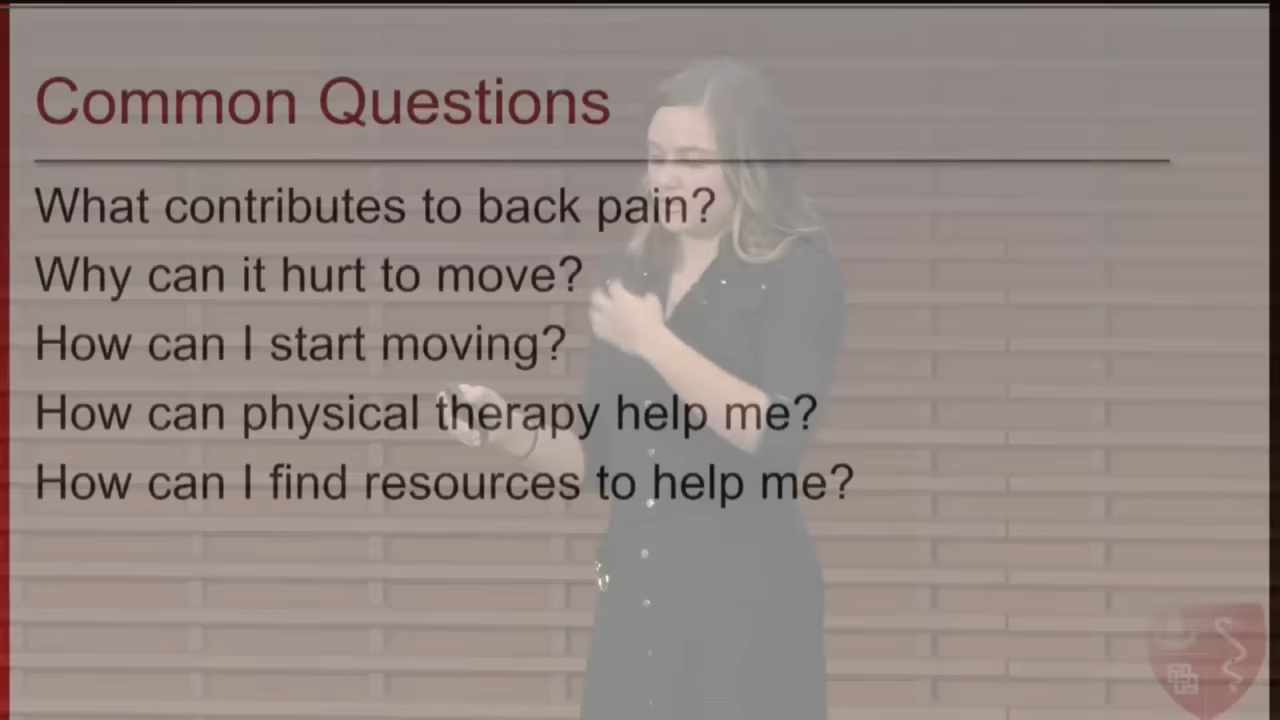 Common Questions
What contributes to back pain?
Why can it hurt to move?
How can I start moving?
How can physical therapy help me?
How can I find resources to help me?